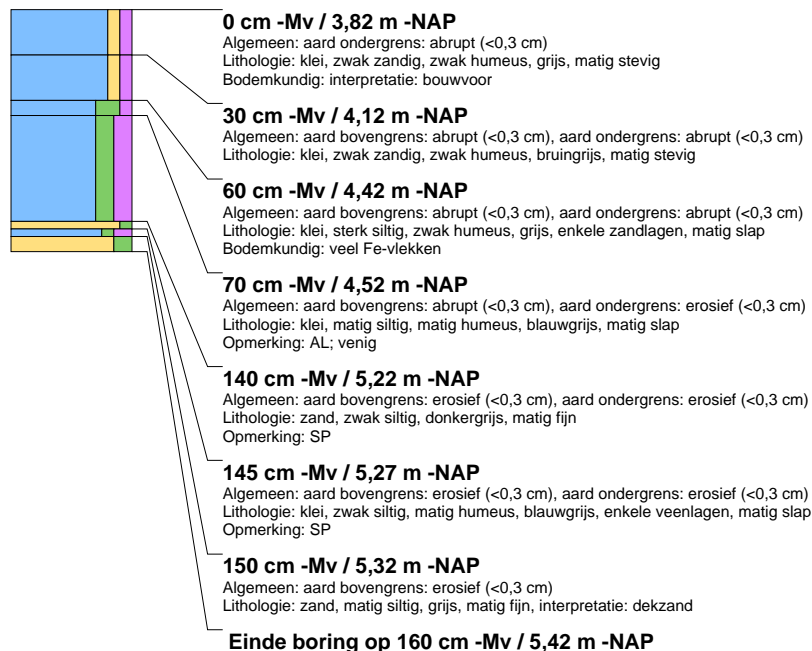 0 cm -Mv / 3,82 m -NAP
Algemeen: aard ondergrens: abrupt (<0,3 cm)
Lithologie: klei, zwak zandig, zwak humeus, grijs, matig stevig
Bodemkundig: interpretatie: bouwvoor
30 cm -Mv / 4,12 m -NAP
Algemeen: aard bovengrens: abrupt (<0,3 cm), aard ondergrens: abrupt (<0,3 cm)
Lithologie: klei, zwak zandig, zwak humeus, bruingrijs, matig stevig
60 cm -Mv / 4,42 m -NAP
Algemeen: aard bovengrens: abrupt (<0,3 cm), aard ondergrens: abrupt (<0,3 cm)
Lithologie: klei, sterk siltig, zwak humeus, grijs, enkele zandlagen, matig slap
Bodemkundig: veel Fe-vlekken
70 cm -Mv / 4,52 m -NAP
Algemeen: aard bovengrens: abrupt (<0,3 cm), aard ondergrens: erosief (<0,3 cm)
Lithologie: klei, matig siltig, matig humeus, blauwgrijs, matig slap
Opmerking: AL; venig
140 cm -Mv / 5,22 m -NAP
Algemeen: aard bovengrens: erosief (<0,3 cm), aard ondergrens: erosief (<0,3 cm)
Lithologie: zand, zwak siltig, donkergrijs, matig fijn
Opmerking: SP
145 cm -Mv / 5,27 m -NAP
Algemeen: aard bovengrens: erosief (<0,3 cm), aard ondergrens: erosief (<0,3 cm)
Lithologie: klei, zwak siltig, matig humeus, blauwgrijs, enkele veenlagen, matig slap
Opmerking: SP
150 cm -Mv / 5,32 m -NAP
Algemeen: aard bovengrens: erosief (<0,3 cm)
Lithologie: zand, matig siltig, grijs, matig fijn, interpretatie: dekzand
Einde boring op 160 cm -Mv / 5,42 m -NAP